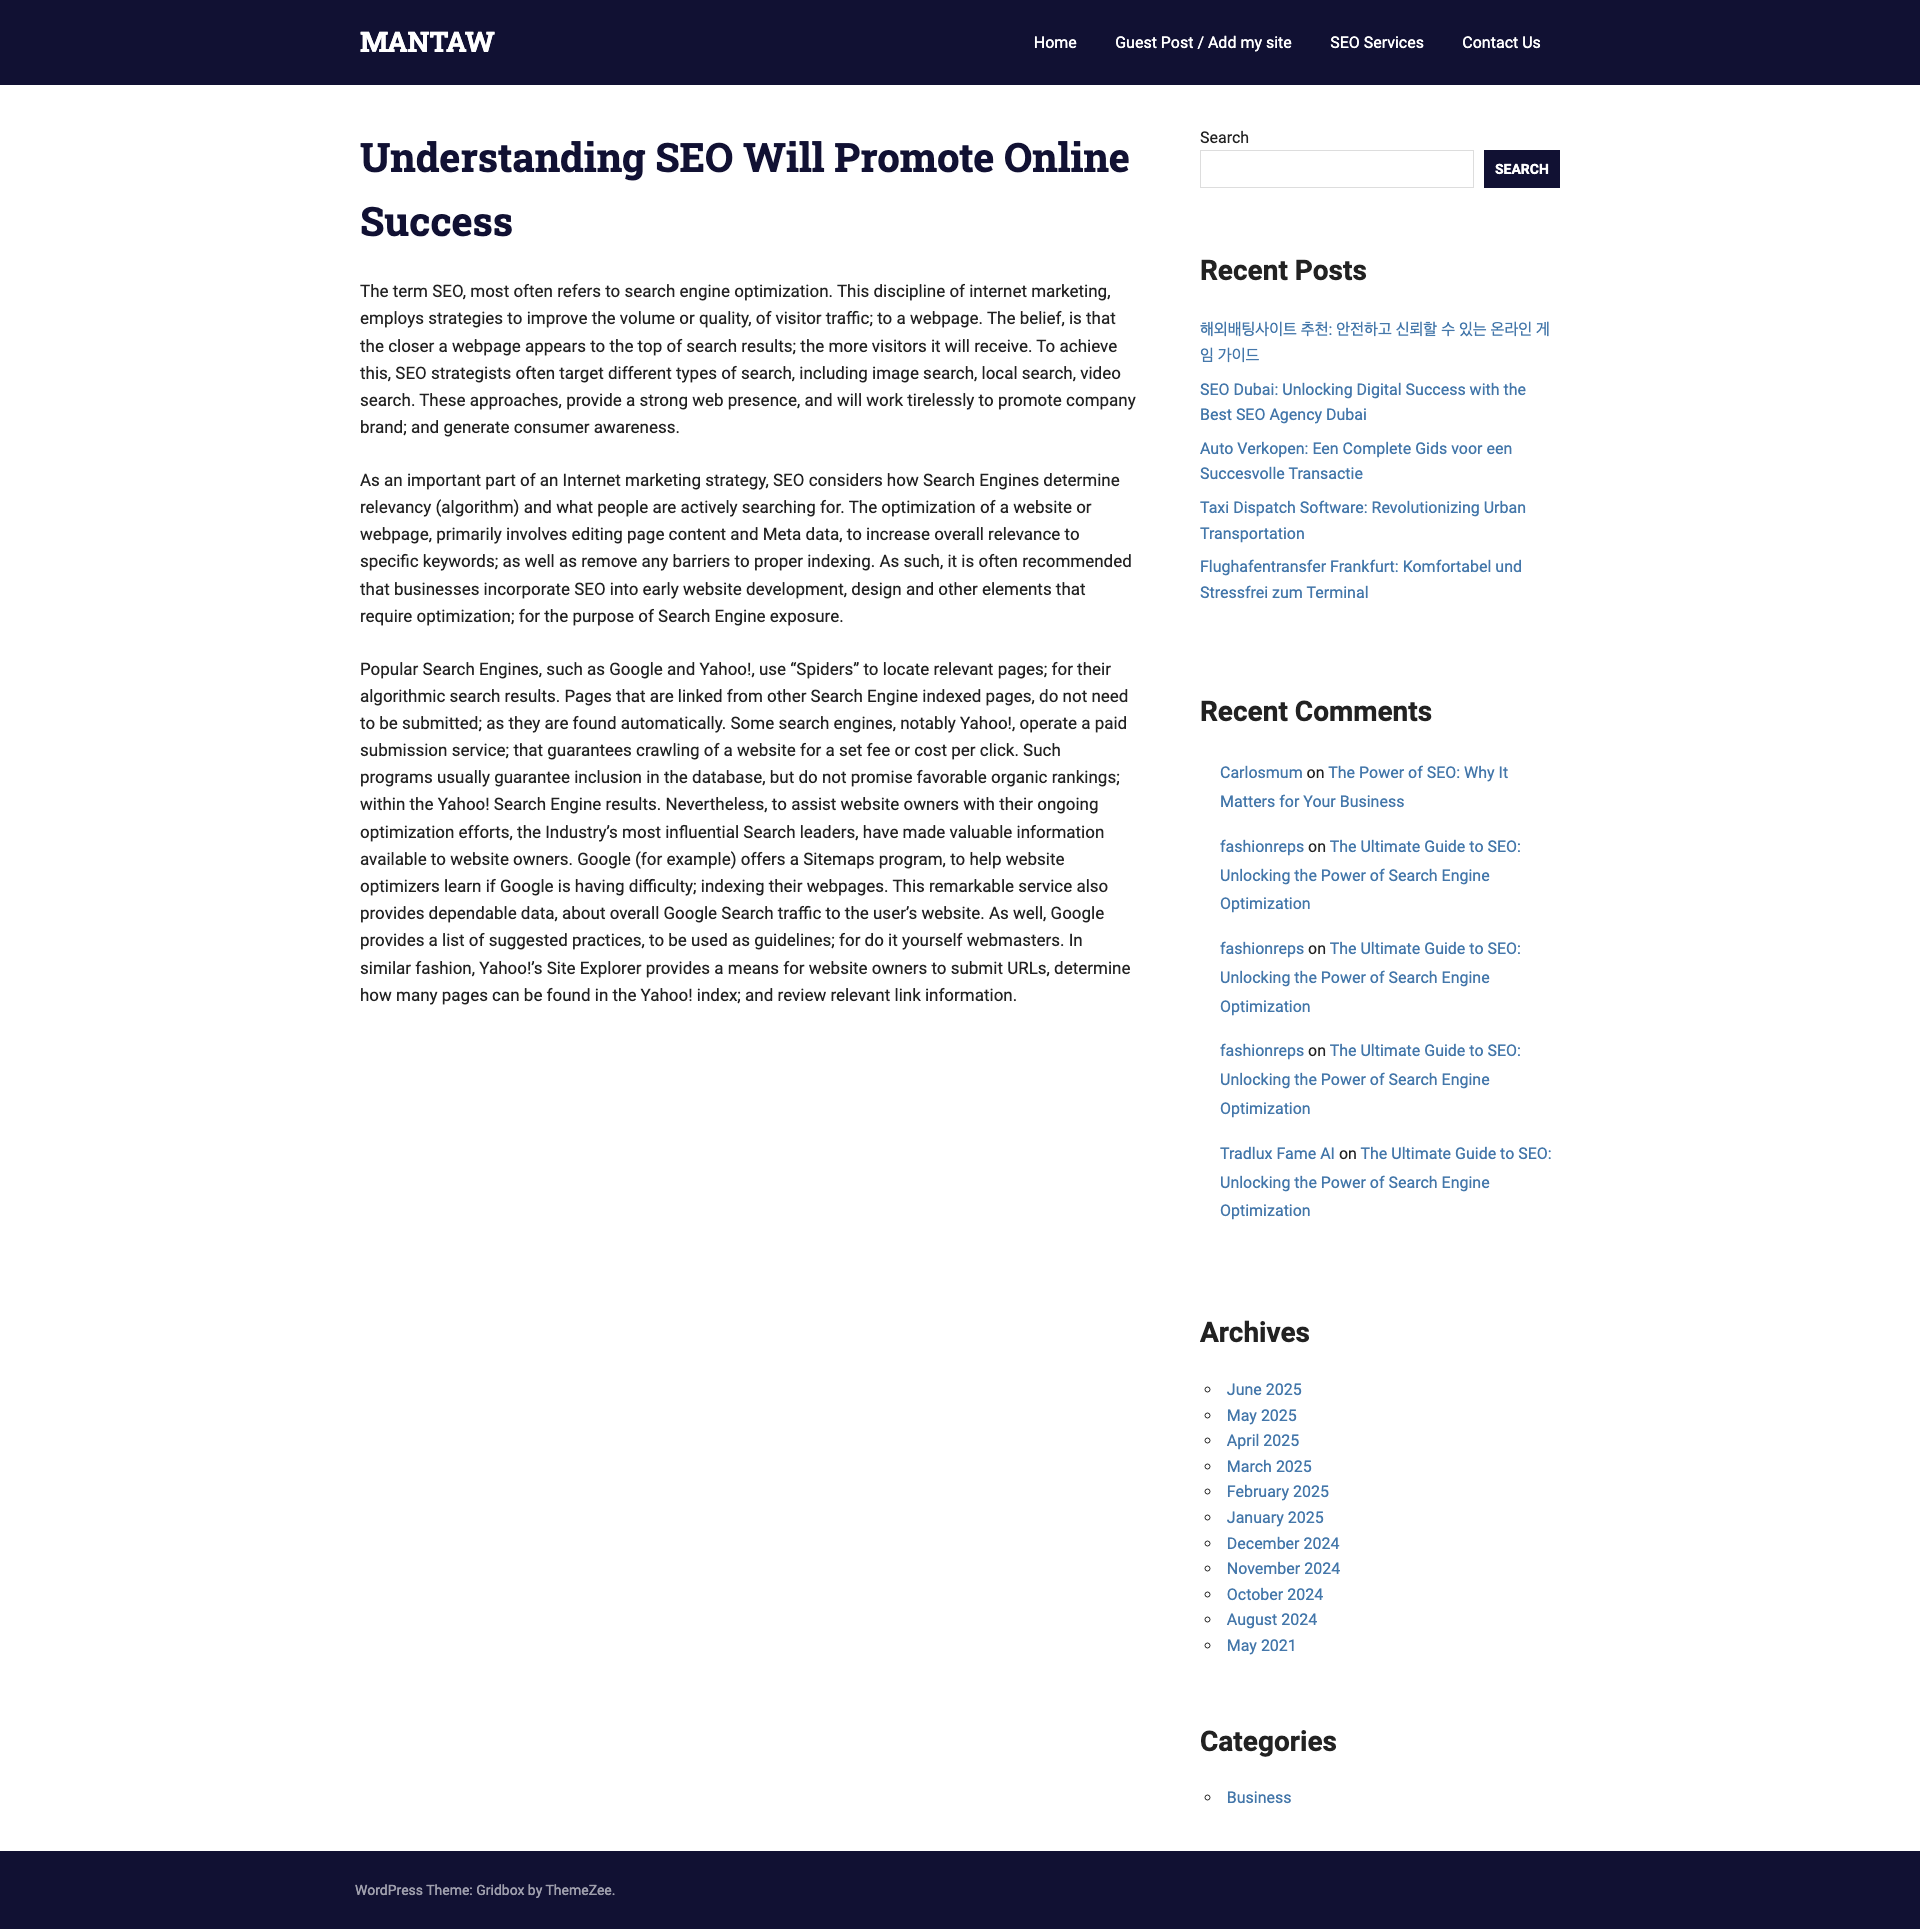 MANTAW
Home
Guest Post / Add my site
SEO Services
Contact Us
Understanding SEO Will Promote Online
Success
The term SEO, most often refers to search engine optimization. This discipline of internet marketing,
employs strategies to improve the volume or quality, of visitor traffic; to a webpage. The belief, is that
the closer a webpage appears to the top of search results; the more visitors it will receive. To achieve
this, SEO strategists often target different types of search, including image search, local search, video
search. These approaches, provide a strong web presence, and will work tirelessly to promote company
brand; and generate consumer awareness.
As an important part of an Internet marketing strategy, SEO considers how Search Engines determine
relevancy (algorithm) and what people are actively searching for. The optimization of a website or
webpage, primarily involves editing page content and Meta data, to increase overall relevance to
specific keywords; as well as remove any barriers to proper indexing. As such, it is often recommended
that businesses incorporate SEO into early website development, design and other elements that
require optimization; for the purpose of Search Engine exposure.
Popular Search Engines, such as Google and Yahoo!, use “Spiders” to locate relevant pages; for their
algorithmic search results. Pages that are linked from other Search Engine indexed pages, do not need
to be submitted; as they are found automatically. Some search engines, notably Yahoo!, operate a paid
submission service; that guarantees crawling of a website for a set fee or cost per click. Such
programs usually guarantee inclusion in the database, but do not promise favorable organic rankings;
within the Yahoo! Search Engine results. Nevertheless, to assist website owners with their ongoing
optimization efforts, the Industry’s most influential Search leaders, have made valuable information
available to website owners. Google (for example) offers a Sitemaps program, to help website
optimizers learn if Google is having difficulty; indexing their webpages. This remarkable service also
provides dependable data, about overall Google Search traffic to the user’s website. As well, Google
provides a list of suggested practices, to be used as guidelines; for do it yourself webmasters. In
similar fashion, Yahoo!’s Site Explorer provides a means for website owners to submit URLs, determine
how many pages can be found in the Yahoo! index; and review relevant link information.
Search
SEARCH
Recent Posts
해외배팅사이트 추천: 안전하고 신뢰할 수 있는 온라인 게
임 가이드
SEO Dubai: Unlocking Digital Success with the
Best SEO Agency Dubai
Auto Verkopen: Een Complete Gids voor een
Succesvolle Transactie
Taxi Dispatch Software: Revolutionizing Urban
Transportation
Flughafentransfer Frankfurt: Komfortabel und
Stressfrei zum Terminal
Recent Comments
Carlosmum on The Power of SEO: Why It
Matters for Your Business
fashionreps on The Ultimate Guide to SEO:
Unlocking the Power of Search Engine
Optimization
fashionreps on The Ultimate Guide to SEO:
Unlocking the Power of Search Engine
Optimization
fashionreps on The Ultimate Guide to SEO:
Unlocking the Power of Search Engine
Optimization
Tradlux Fame AI on The Ultimate Guide to SEO:
Unlocking the Power of Search Engine
Optimization
Archives
June 2025
May 2025
April 2025
March 2025
February 2025
January 2025
December 2024
November 2024
October 2024
August 2024
May 2021
Categories
Business
WordPress Theme: Gridbox by ThemeZee.